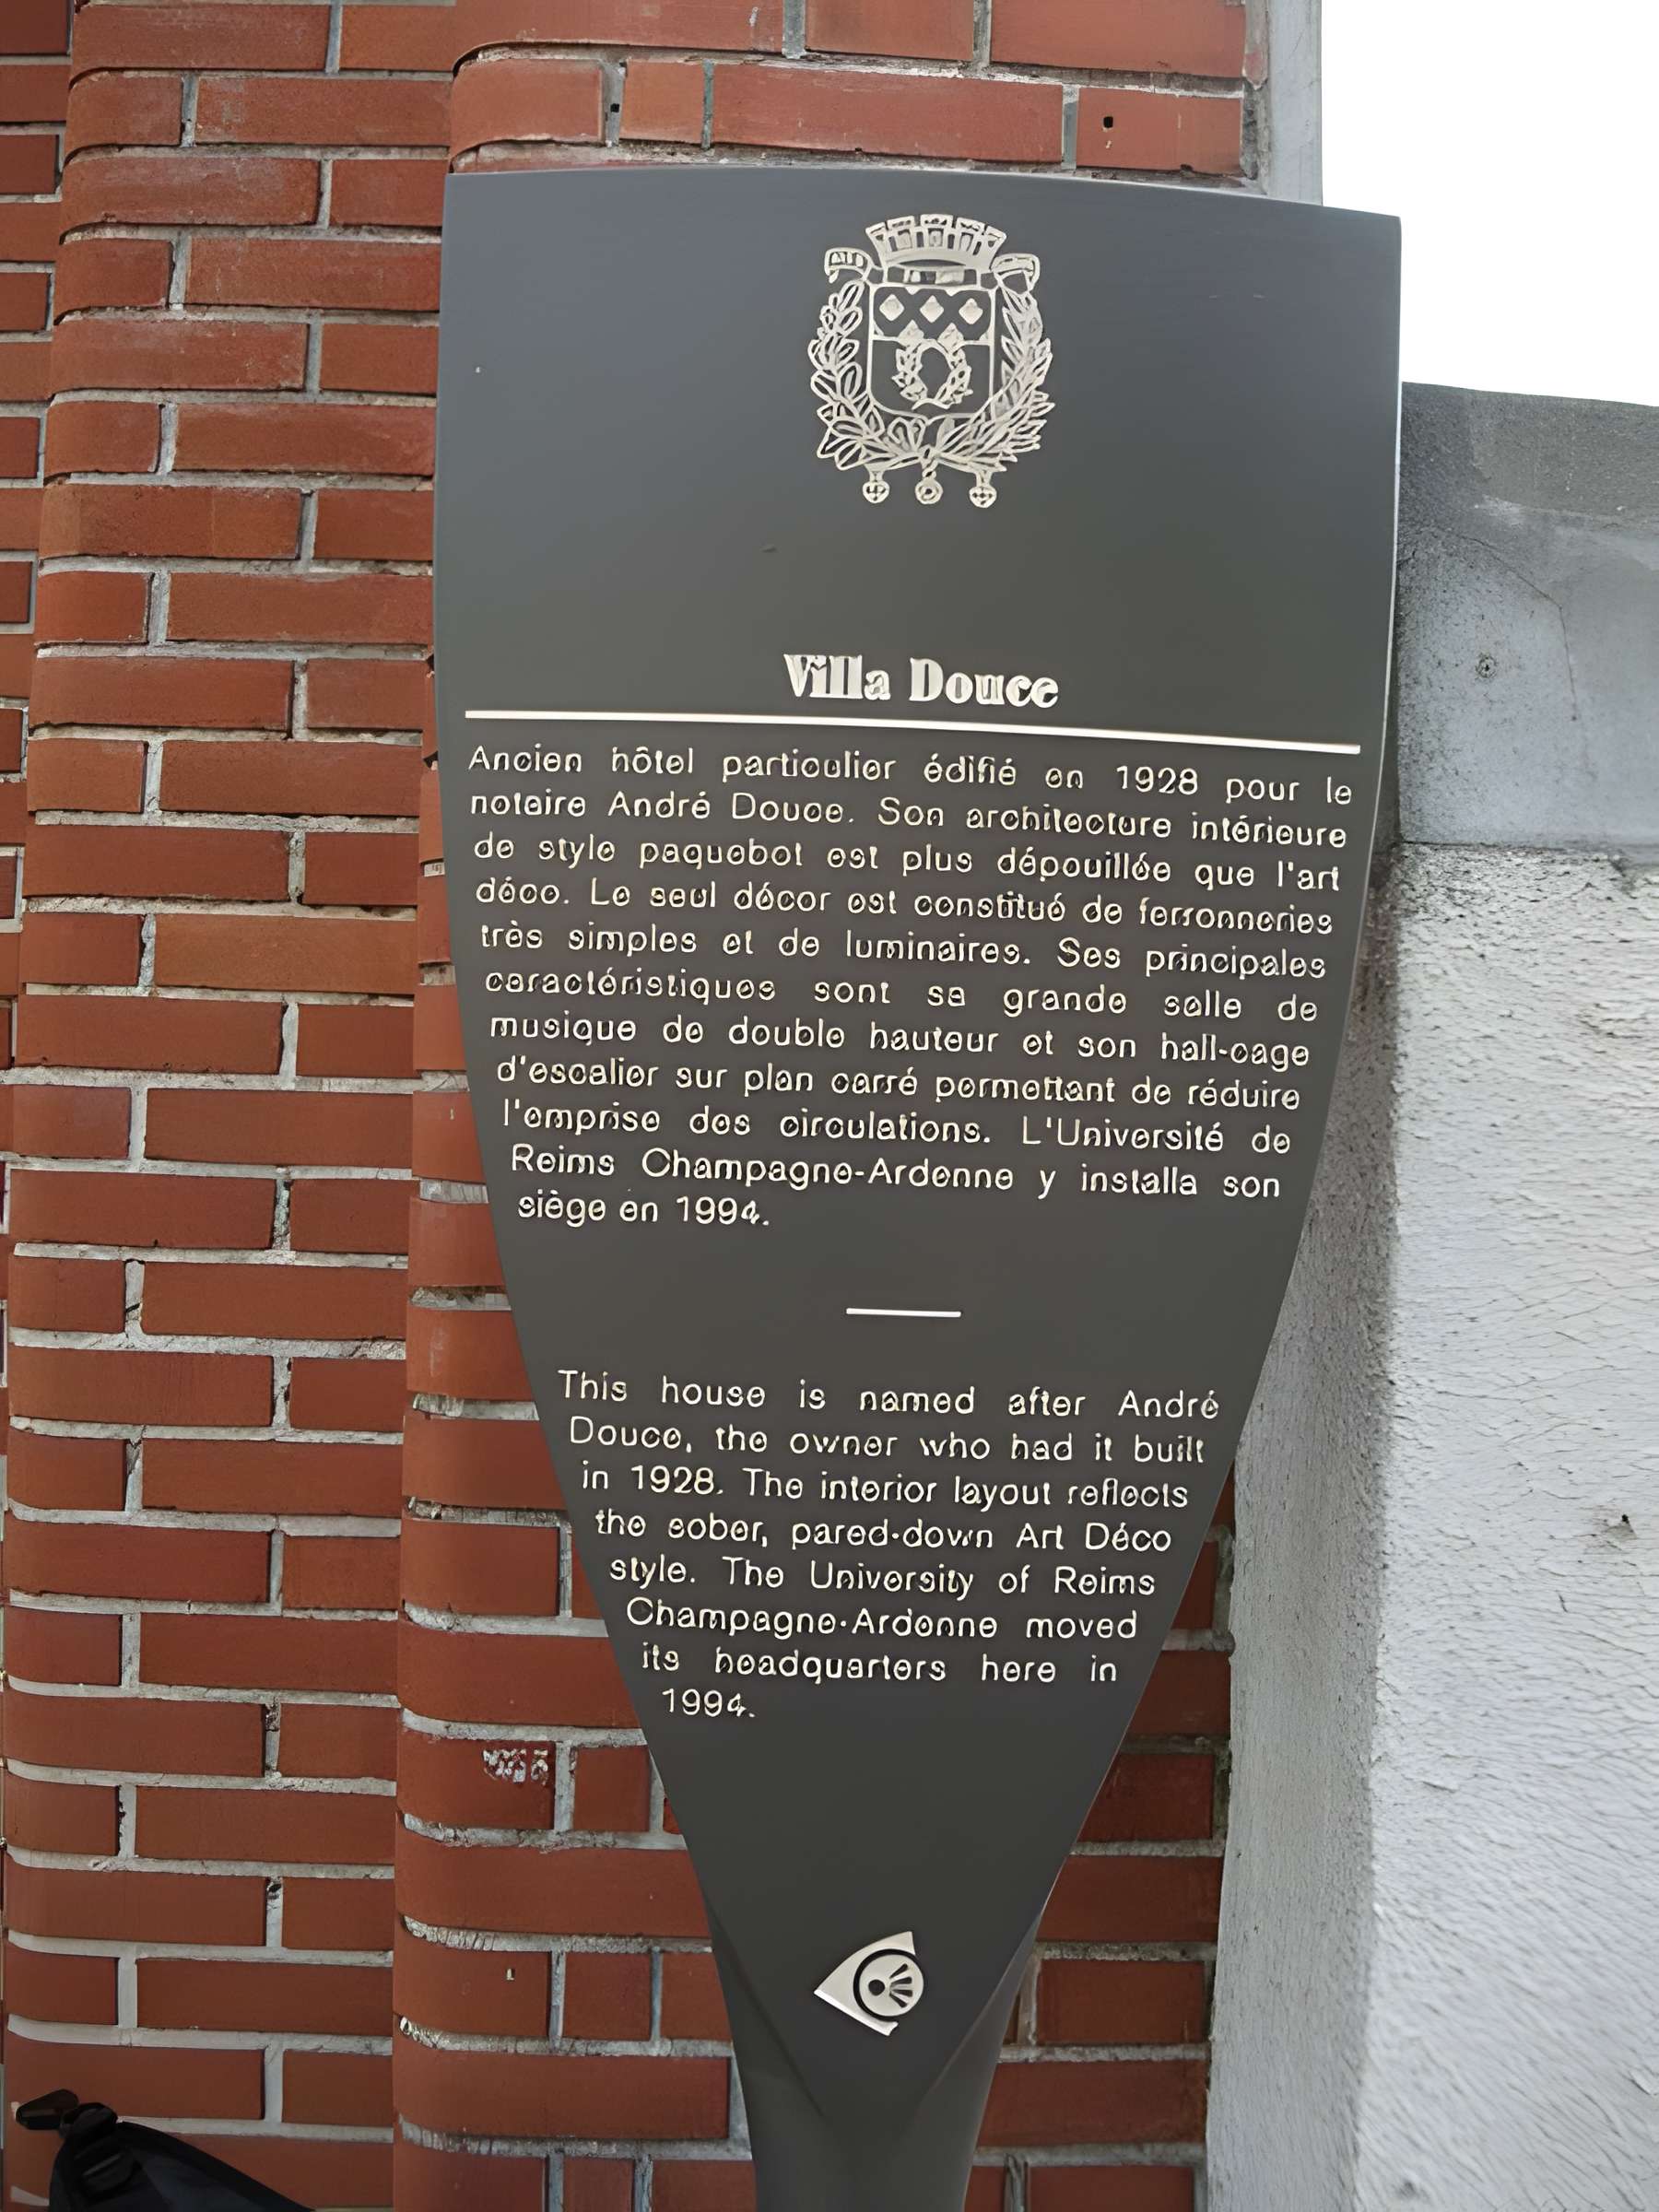 Villa Douce
Ancien hôtel particulier édifié en 1928 pour le
notaire André Douce. Son architecture intérieure
de style paquebot est plus dépouillée que l'art
déco. Le seul décor est constitué de ferronneries
très simples et de luminaires. Ses principales
caractéristiques sont sa grande salle de
musique de double hauteur et son hall-cage
d'escalier sur plan carré permettant de réduire
l'emprise des circulations. L'Université de
Reims Champagne-Ardenne y installa son
siège en 1994.
This house is named after André
Douce, the owner who had it built
in 1928. The interior layout reflects
the sober, pared-down Art Déco
style. The University of Reims
Champagne-Ardenne moved
its headquarters here in
1994.